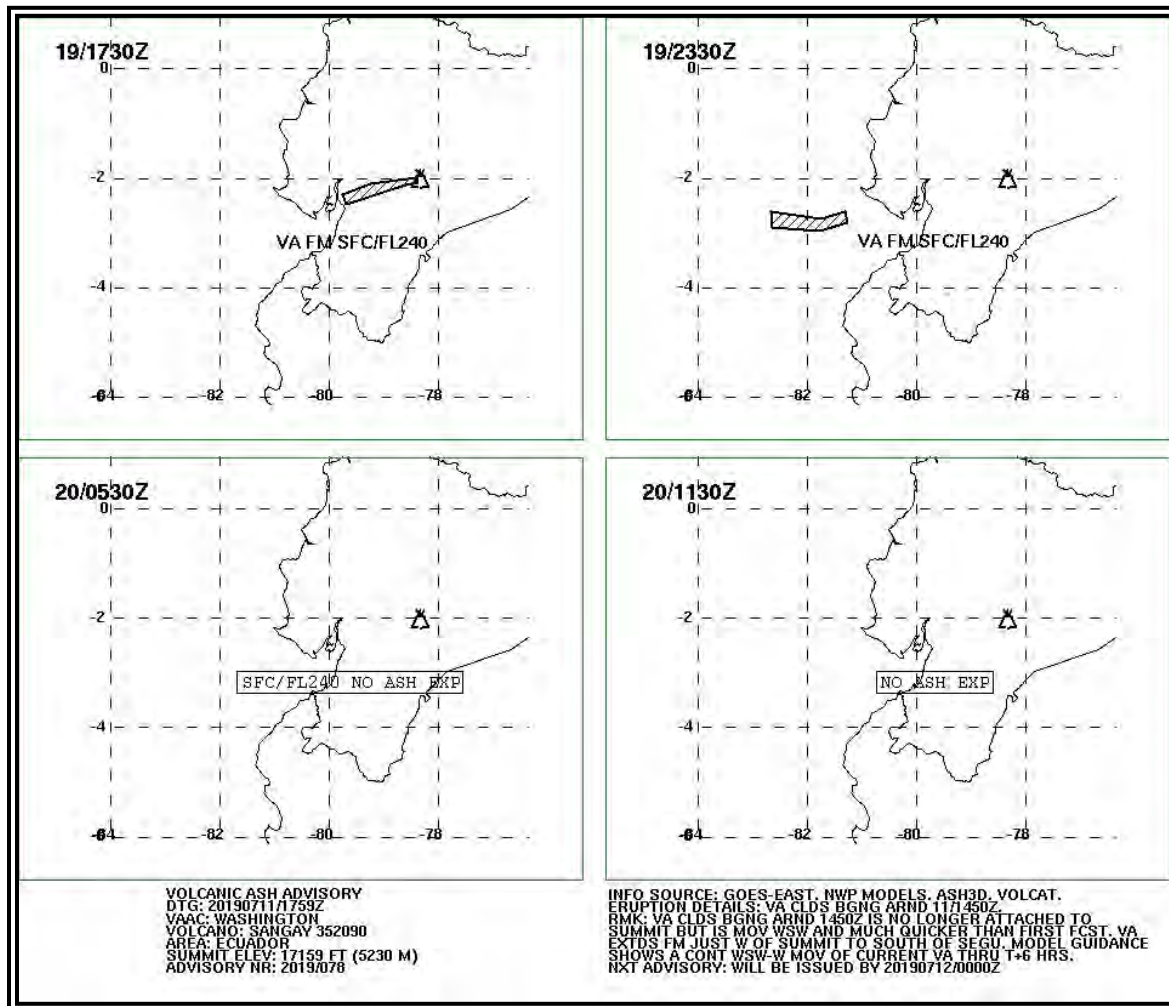 19/1730Z
0
-2
VA FM SFC/FL240
-4
-82
-80
-78
19/2330Z
0
-2
VA FM SFC/FL240
-4
-82
-80
-78
20/0530Z
0
-2
SFC/FL240 NO ASH EXP
-4
-82
-80
-78
20/1130Z
0
-2
NO ASH EXP
-4
-82
-80
-78
VOLCANIC ASH ADVISORY
DTG: 20190711/1759Z
VAAC: WASHINGTON
VOLCANO: SANGAY 352090
AREA: ECUADOR
SUMMIT ELEV: 17159 FT (5230 M)
ADVISORY NR: 2019/078
INFO SOURCE: GOES-EAST. NWP MODELS. ASH3D. VOLCAT.
ERUPTION DETAILS: VA CLDS BGNG ARND 11/1450Z.
RMK: VA CLDS BGNG ARND 1450Z IS NO LONGER ATTACHED TO
SUMMIT BUT IS MOV WSW AND MUCH QUICKER THAN FIRST FCST. VA
EXTDS FM JUST W OF SUMMIT TO SOUTH OF SEGU. MODEL GUIDANCE
SHOWS A CONT WSW-W MOV OF CURRENT VA THRU T+6 HRS.
NXT ADVISORY: WILL BE ISSUED BY 20190712/0000Z